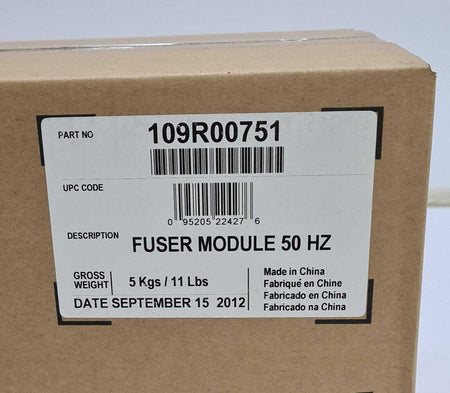 PART NO 109R00751
UPC CODE
0 95205 22427 6
DESCRIPTION FUSER MODULE 50 HZ
GROSS WEIGHT 5 Kgs / 11 Lbs
DATE SEPTEMBER 15 2012
Made in China
Fabriqué en Chine
Fabricado en China
Fabricado na China